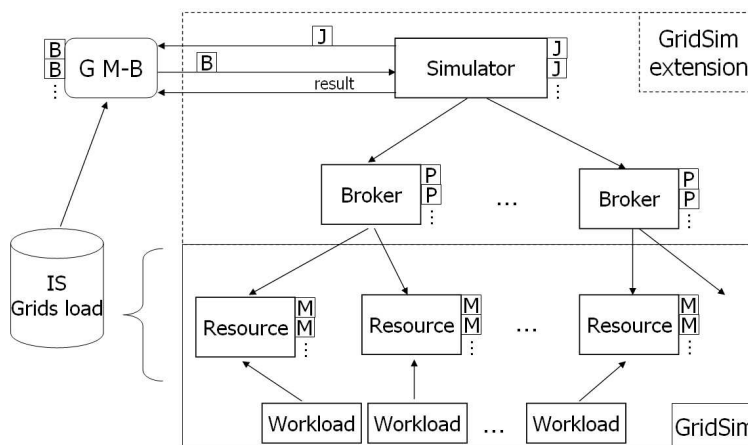 J
GridSim
extension
B
B
⋮
G M-B
B
Simulator
J
J
⋮
result
Broker
P
P
⋮
...
Broker
P
P
⋮
IS
Grids load
Resource
M
M
⋮
Resource
M
M
⋮
...
Resource
M
M
⋮
Workload
Workload
...
Workload
GridSim